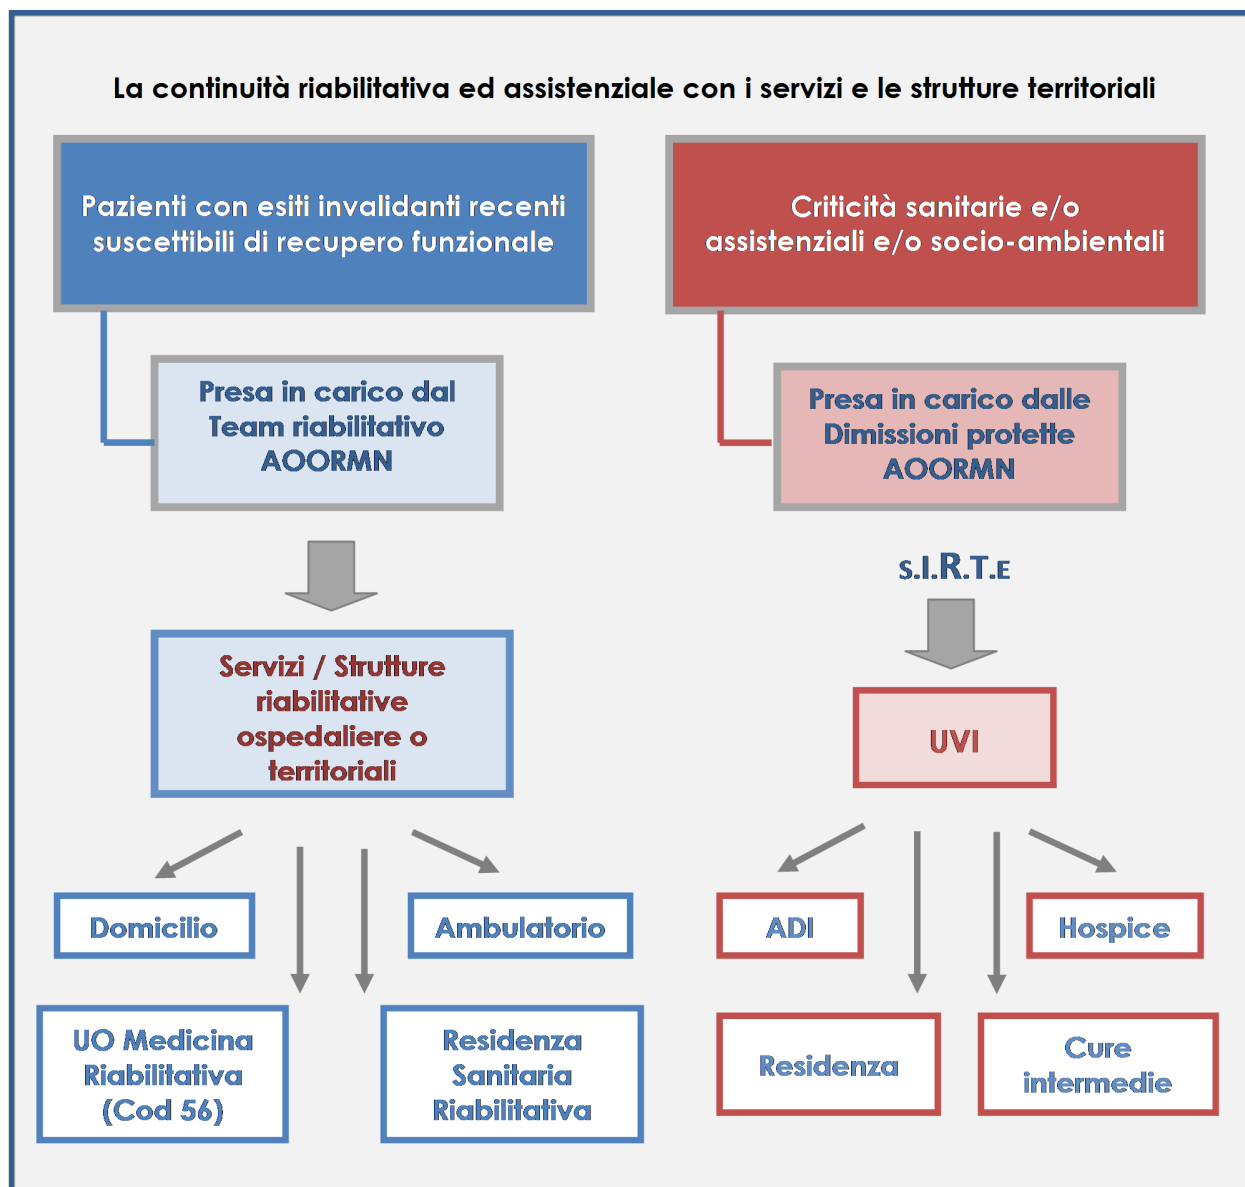 La continuità riabilitativa ed assistenziale con i servizi e le strutture territoriali
Pazienti con esiti invalidanti recenti
suscettibili di recupero funzionale
Presa in carico dal
Team riabilitativo
AOORMN
Servizi / Strutture
riabilitative
ospedaliere o
territoriali
Domicilio
Ambulatorio
UO Medicina
Riabilitativa
(Cod 56)
Residenza
Sanitaria
Riabilitativa
Criticità sanitarie e/o
assistenziali e/o socio-ambientali
Presa in carico dalle
Dimissioni protette
AOORMN
S.I.R.T.E
UVI
ADI
Hospice
Residenza
Cure
intermedie